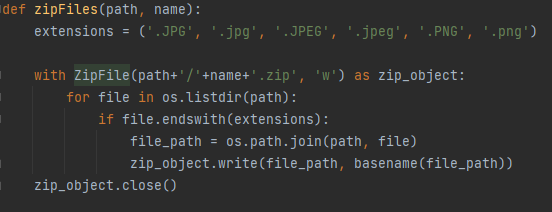 def zipFiles(path, name):
    extensions = ('.JPG', '.jpg', '.JPEG', '.jpeg', '.PNG', '.png')

    with ZipFile(path+'/'+name+'.zip', 'w') as zip_object:
        for file in os.listdir(path):
            if file.endswith(extensions):
                file_path = os.path.join(path, file)
                zip_object.write(file_path, basename(file_path))
    zip_object.close()